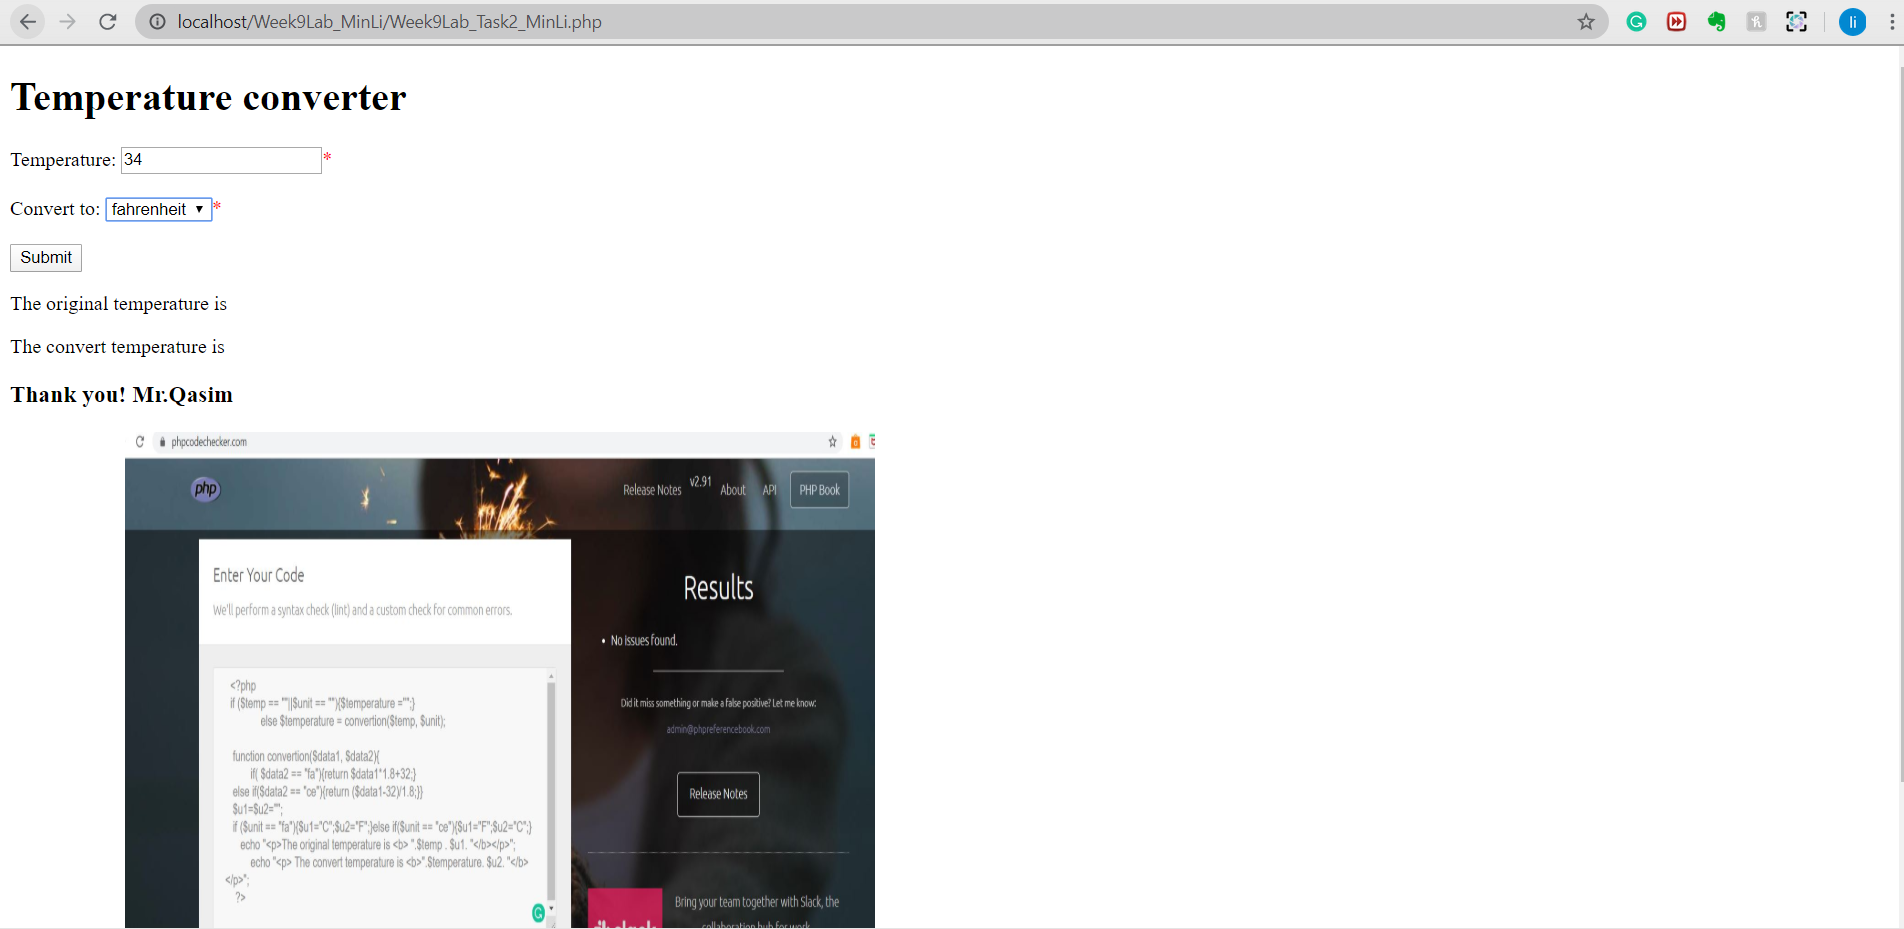 localhost/Week9Lab_MinLi/Week9Lab_Task2_MinLi.php
li
Temperature converter
Temperature: 34 *
Convert to: fahrenheit *
Submit
The original temperature is
The convert temperature is
Thank you! Mr.Qasim
phpcodechecker.com
php
Release Notes v2.91 About API PHP Book
Enter Your Code
We'll perform a syntax check (lint) and a custom check for common errors.
Results
• No issues found.
Did it miss something or make a false positive? Let me know:
admin@phpreferencebook.com
Release Notes
<?php
if ($temp == ""||$unit == ""){$temperature ="";}
else $temperature = convertion($temp, $unit);
function convertion($data1, $data2){
if( $data2 == "fa"){return $data1*1.8+32;}
else if($data2 == "ce"){return ($data1-32)/1.8;}}
$u1=$u2="";
if ($unit == "fa"){$u1="C";$u2="F";}else if($unit == "ce"){$u1="F";$u2="C";}
echo "<p>The original temperature is <b> ".$temp . $u1. "</b></p>";
echo "<p> The convert temperature is <b>".$temperature. $u2. "</b>
</p>";
?>
Bring your team together with Slack, the
collaboration hub for work